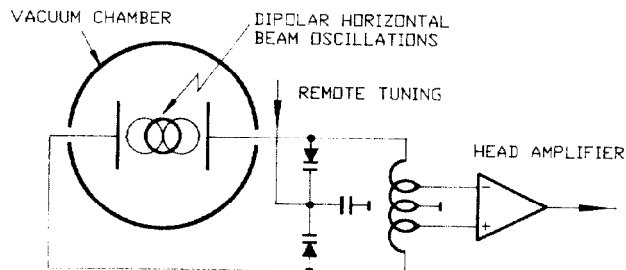 VACUUM CHAMBER
DIPOLAR HORIZONTAL
BEAM OSCILLATIONS
REMOTE TUNING
HEAD AMPLIFIER
−
+